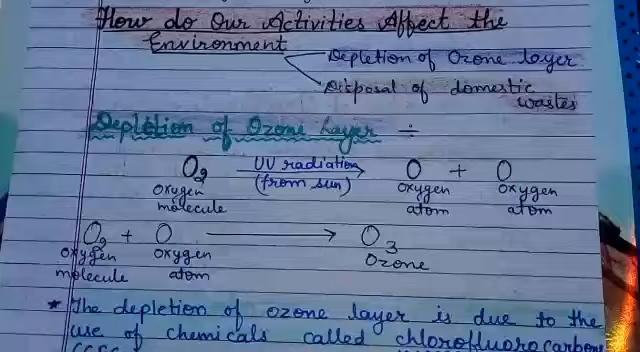 How do Our Activities Affect the
Environment
Depletion of Ozone layer
Disposal of domestic
wastes
Depletion of Ozone Layer ÷
O2 UV radiation (from sun) → O + O
oxygen molecule oxygen atom oxygen atom
O2 + O → O3
oxygen molecule oxygen atom Ozone
* The depletion of ozone layer is due to the
use of chemicals called chlorofluorocarbons